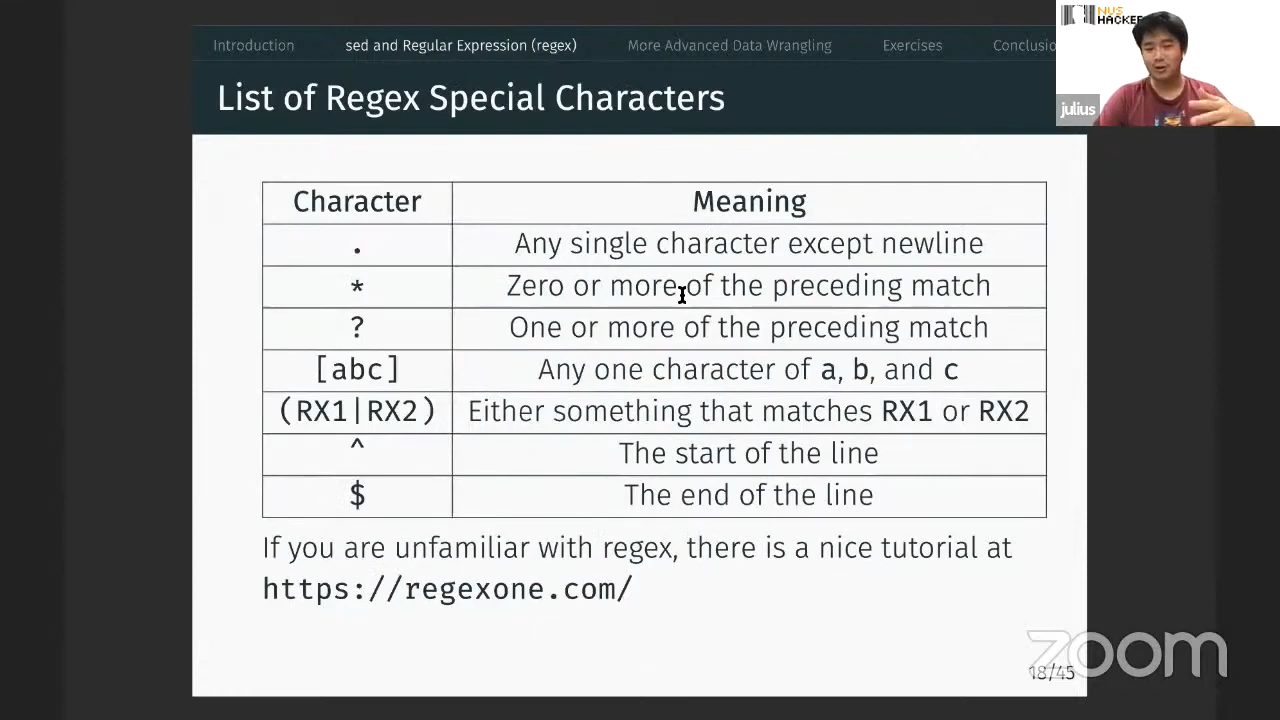 Introduction sed and Regular Expression (regex) More Advanced Data Wrangling Exercises Conclusio
NUS
HACKER
julius
List of Regex Special Characters
Character Meaning
. Any single character except newline
* Zero or more of the preceding match
? One or more of the preceding match
[abc] Any one character of a, b, and c
(RX1|RX2) Either something that matches RX1 or RX2
^ The start of the line
$ The end of the line
If you are unfamiliar with regex, there is a nice tutorial at
https://regexone.com/
zoom
18/45